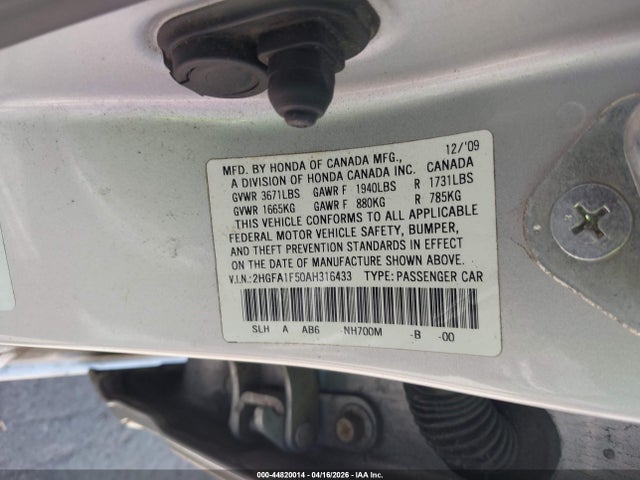 12/'09
MFD. BY HONDA OF CANADA MFG.,
A DIVISION OF HONDA CANADA INC. CANADA
GVWR 3671LBS GAWR F 1940LBS R 1731LBS
GVWR 1665KG GAWR F 880KG R 785KG
THIS VEHICLE CONFORMS TO ALL APPLICABLE
FEDERAL MOTOR VEHICLE SAFETY, BUMPER,
AND THEFT PREVENTION STANDARDS IN EFFECT
ON THE DATE OF MANUFACTURE SHOWN ABOVE.
V.I.N.:2HGFA1F50AH316433 TYPE:PASSENGER CAR
SLH A AB6 NH700M -B -00
000-44820014 | 04/16/2026 | IAA Inc.